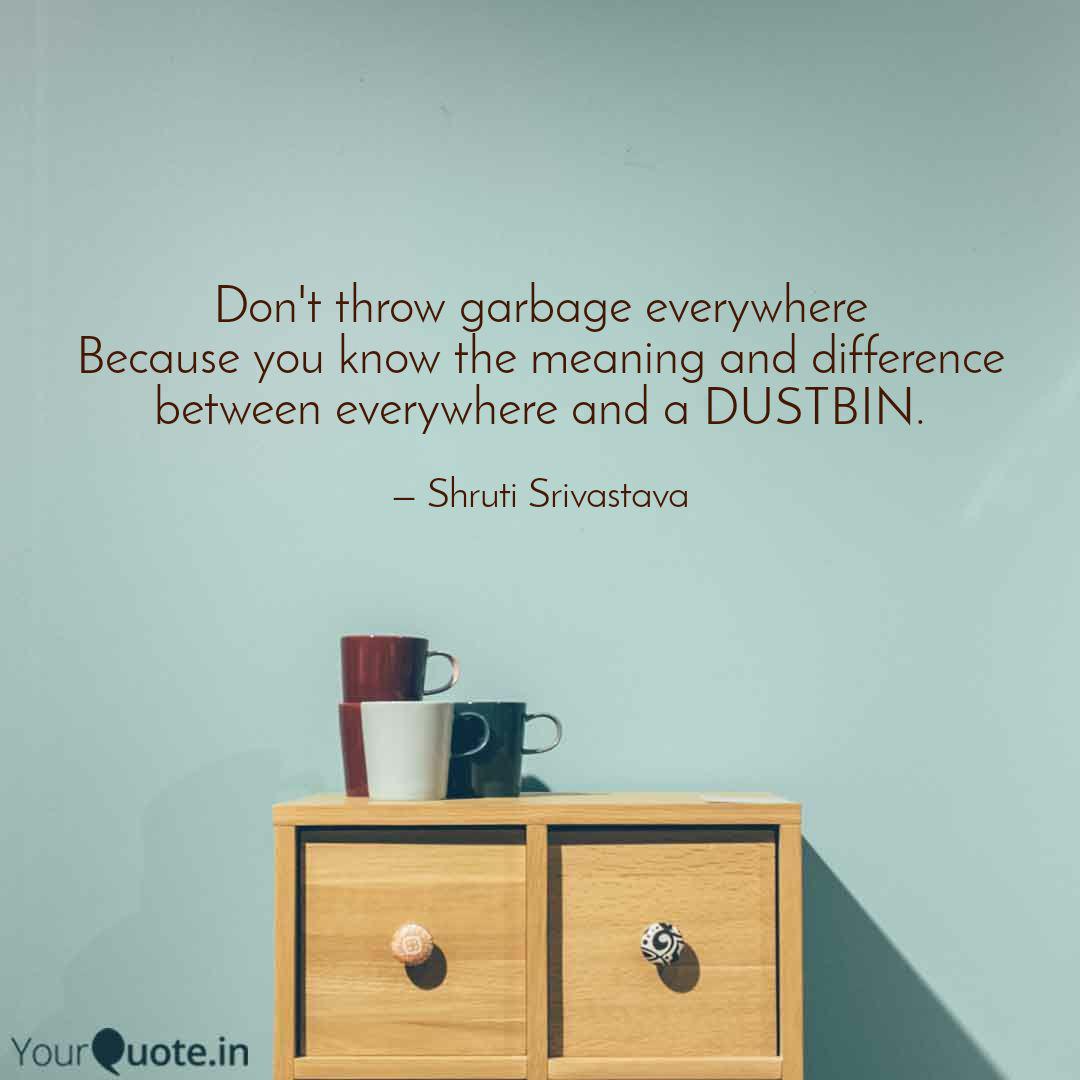 Don't throw garbage everywhere
Because you know the meaning and difference
between everywhere and a DUSTBIN.
– Shruti Srivastava
YourQuote.in